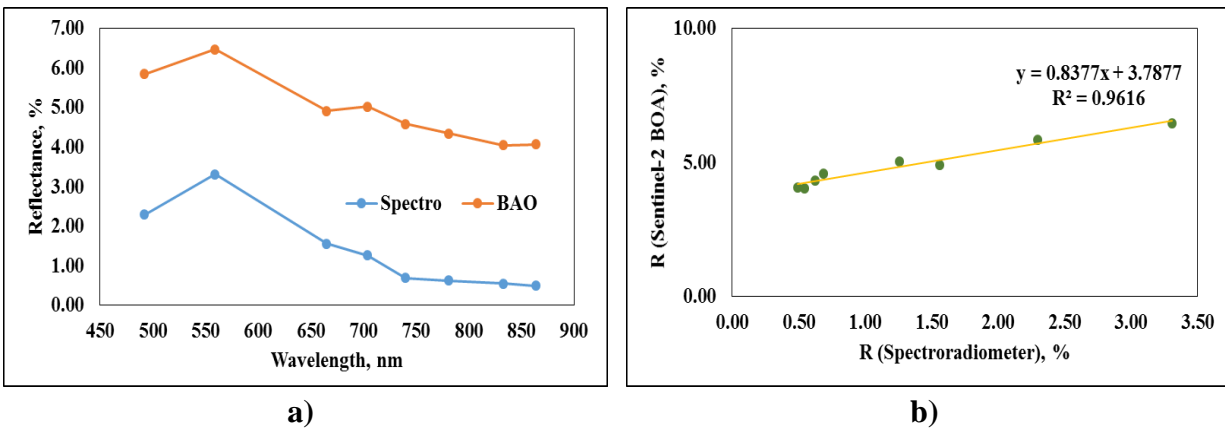 7.00
6.00
5.00
4.00
3.00
2.00
1.00
0.00
Reflectance, %
Spectro BAO
450 500 550 600 650 700 750 800 850 900
Wavelength, nm
a)
10.00
5.00
0.00
R (Sentinel-2 BOA), %
y = 0.8377x + 3.7877
R² = 0.9616
0.00 0.50 1.00 1.50 2.00 2.50 3.00 3.50
R (Spectroradiometer), %
b)